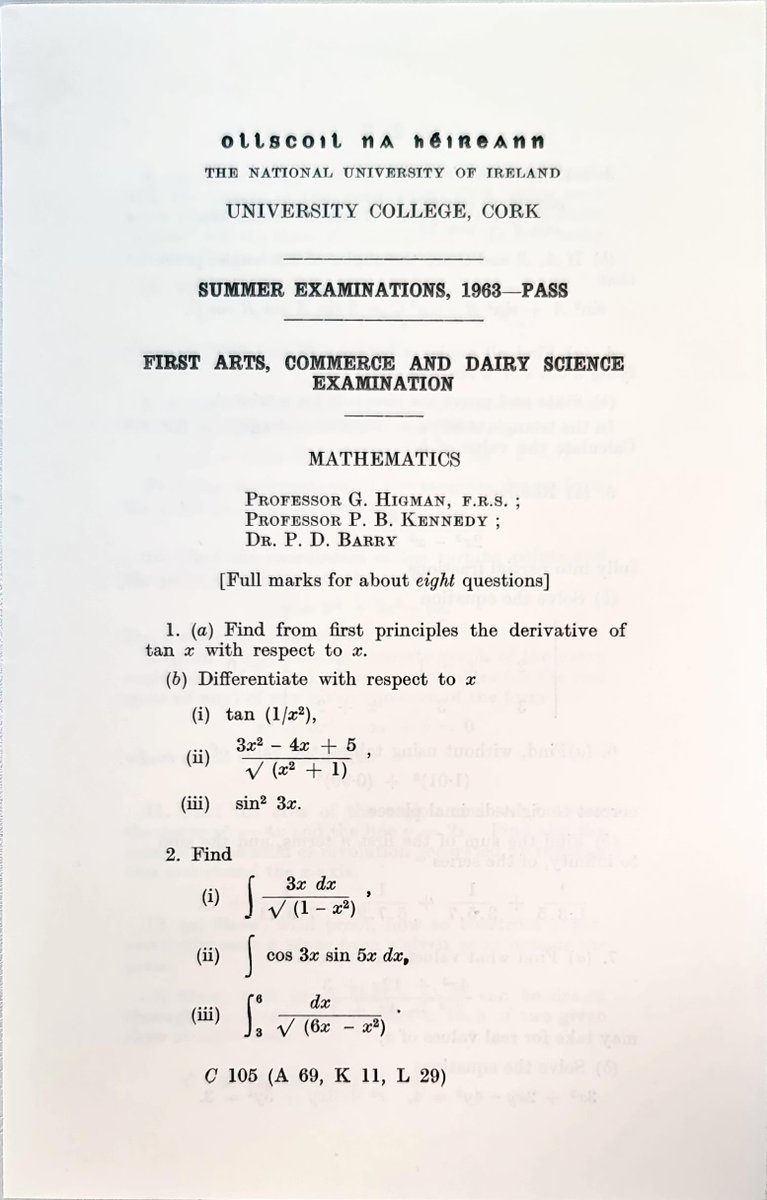 ollscoil na héireann
THE NATIONAL UNIVERSITY OF IRELAND
UNIVERSITY COLLEGE, CORK
SUMMER EXAMINATIONS, 1963—PASS
FIRST ARTS, COMMERCE AND DAIRY SCIENCE
EXAMINATION
MATHEMATICS
PROFESSOR G. HIGMAN, F.R.S. ;
PROFESSOR P. B. KENNEDY ;
DR. P. D. BARRY
[Full marks for about eight questions]
1. (a) Find from first principles the derivative of
tan x with respect to x.
(b) Differentiate with respect to x
(i) tan (1/x²),
(ii) (3x² − 4x + 5) / √(x² + 1) ,
(iii) sin² 3x.
2. Find
(i) ∫ 3x dx / √(1 − x²) ,
(ii) ∫ cos 3x sin 5x dx,
(iii) ∫₃⁶ dx / √(6x − x²) .
C 105 (A 69, K 11, L 29)